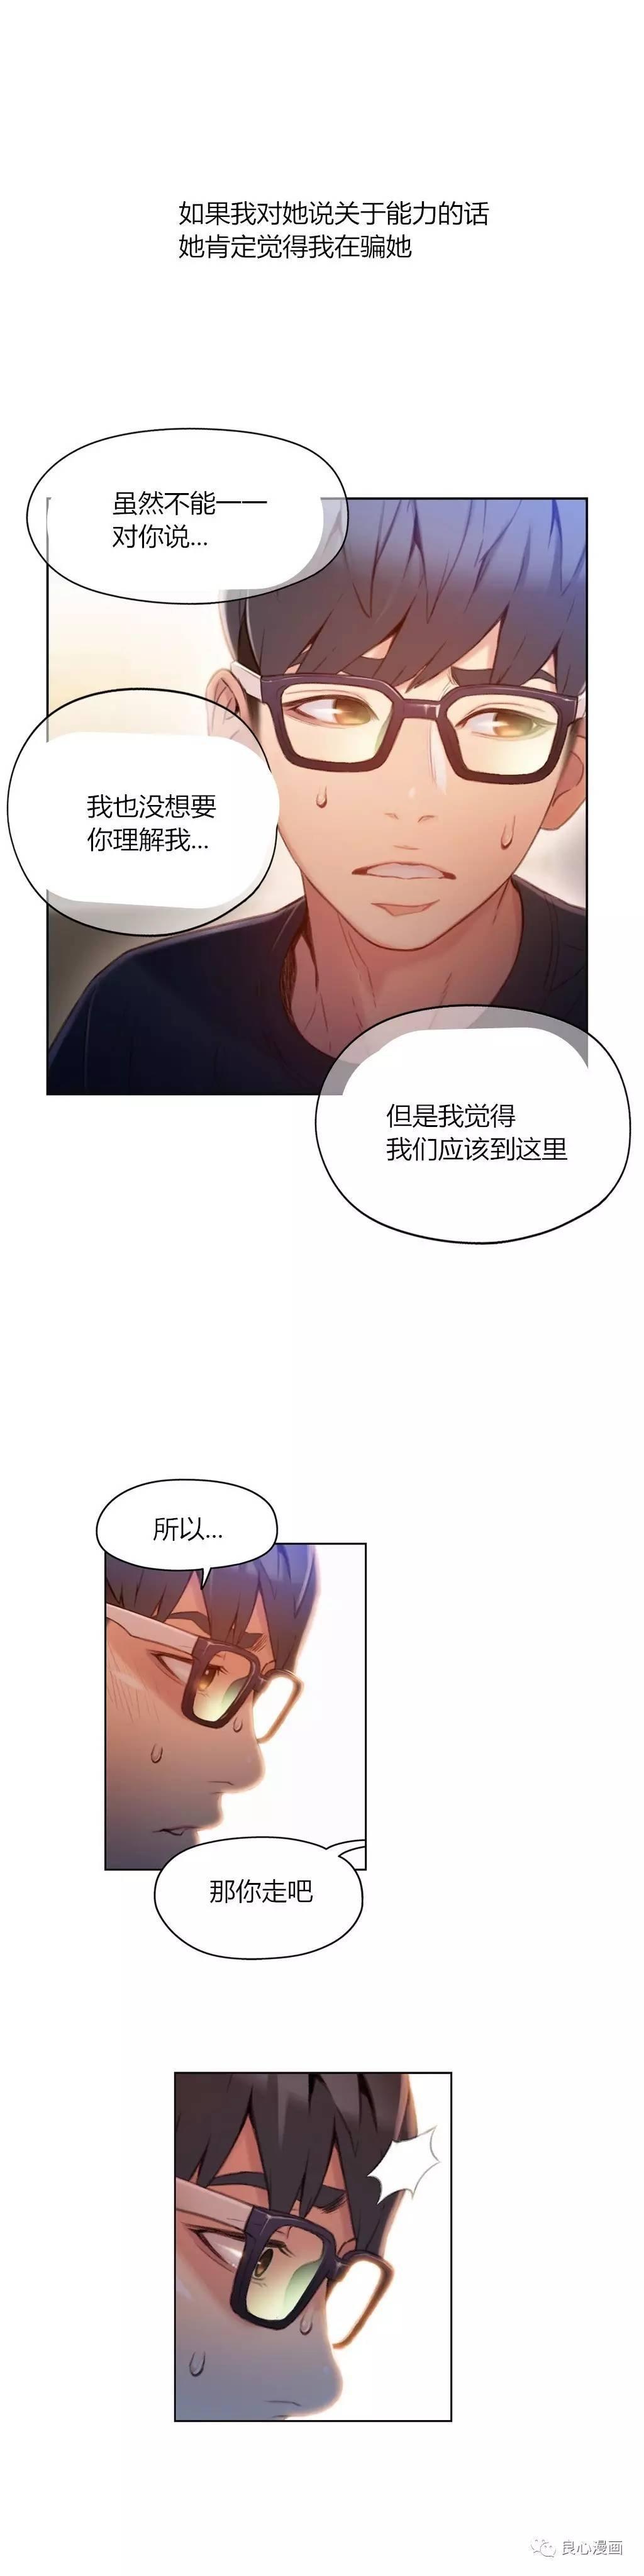 如果我对她说关于能力的话
她肯定觉得我在骗她
虽然不能一一
对你说...
我也没想要
你理解我...
但是我觉得
我们应该到这里
所以...
那你走吧
良心漫画